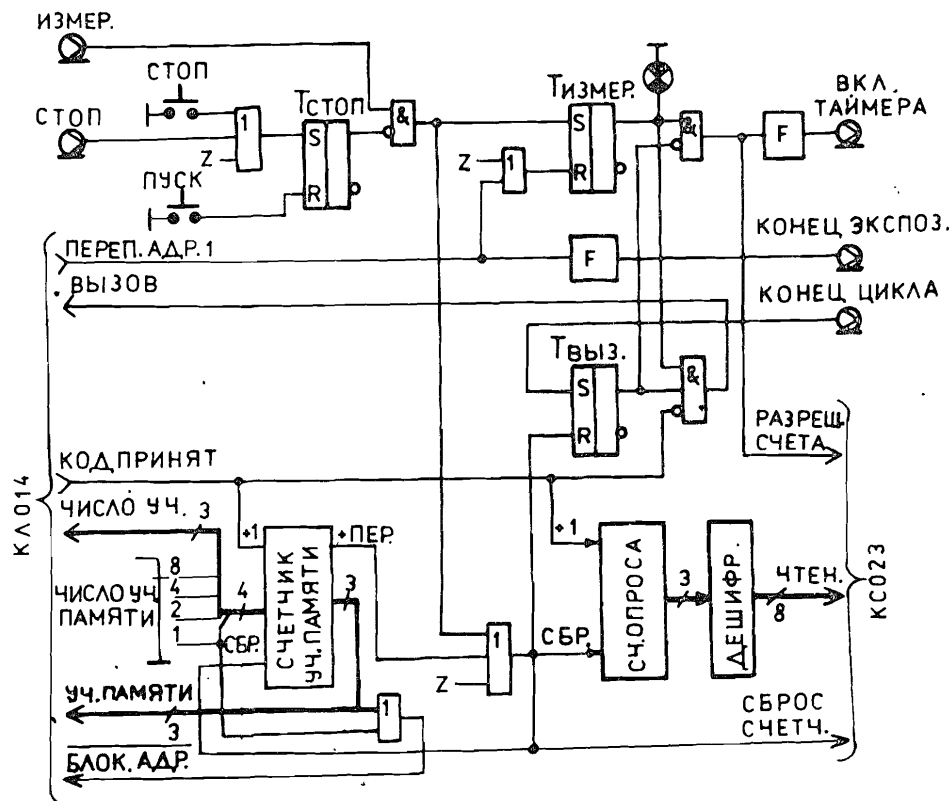 ИЗМЕР.
СТОП
СТОП
Z
1
ПУСК
TСТОП
S
R
&
TИЗМЕР.
S
R
Z
1
&
F
ВКЛ.
ТАЙМЕРА
ПЕРЕП. АДР. 1
F
КОНЕЦ ЭКСПОЗ.
ВЫЗОВ
КОНЕЦ ЦИКЛА
TВЫЗ.
S
R
&
РАЗРЕЩ.
СЧЕТА
КОД ПРИНЯТ
КЛ014
ЧИСЛО УЧ.
3
+1
СЧЕТЧИК
УЧ. ПАМЯТИ
+ПЕР.
3
+1
СЧ. ОПРОСА
3
ДЕШИФР.
ЧТЕН.
8
КС023
8
4
2
1
ЧИСЛО УЧ.
ПАМЯТИ
4
СБР.
1
Z
СБР.
УЧ. ПАМЯТИ
3
1
СБРОС
СЧЕТЧ.
БЛОК. АДР.